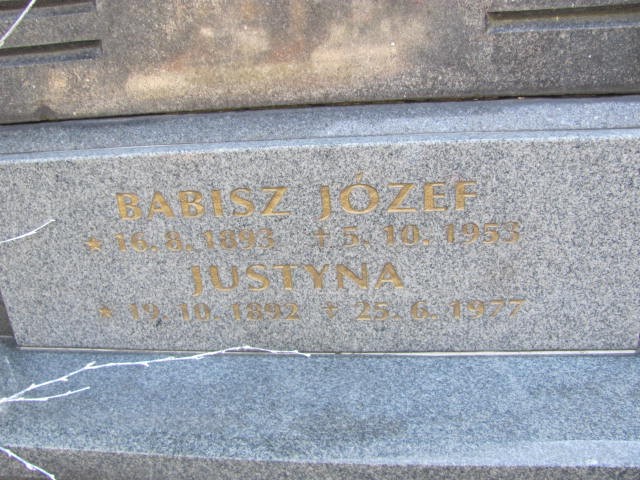 BABISZ JÓZEF
* 16. 8. 1893 † 5. 10. 1953
JUSTYNA
* 19. 10. 1892 † 25. 6. 1977